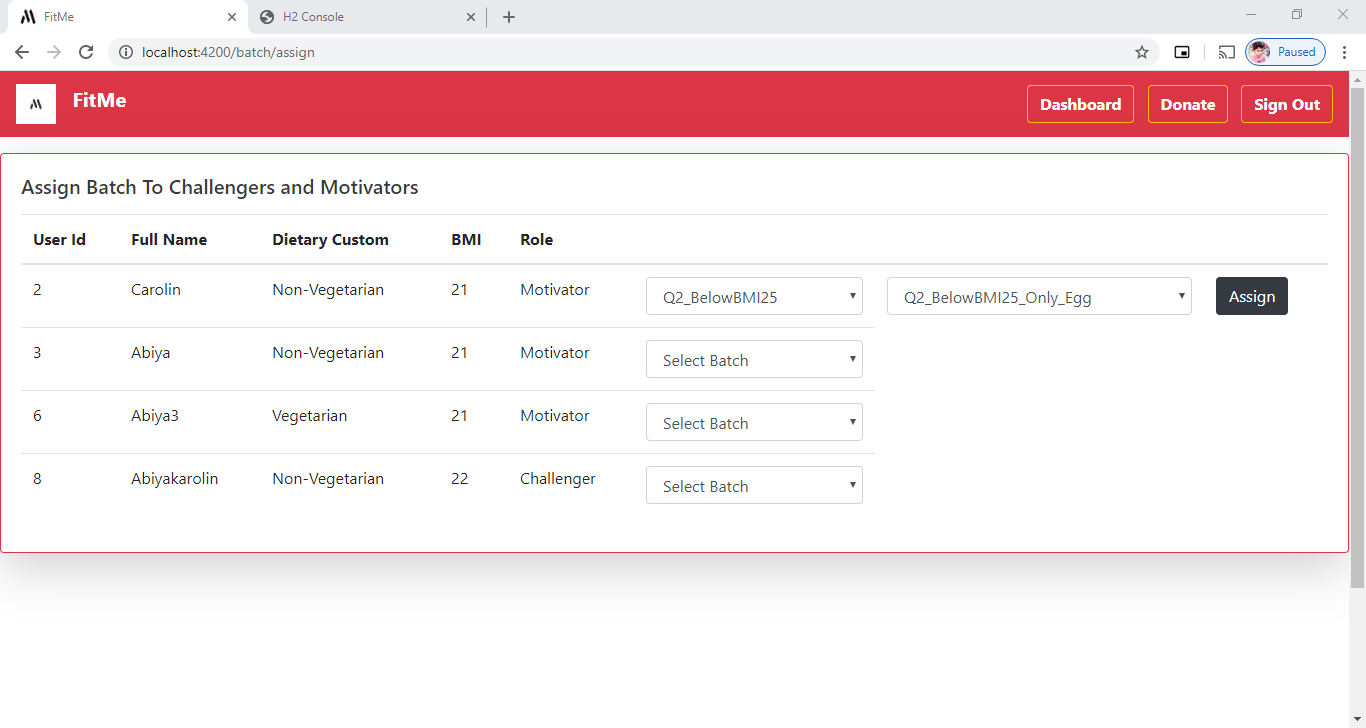 FitMe
H2 Console
localhost:4200/batch/assign
Paused
FitMe
Dashboard
Donate
Sign Out
Assign Batch To Challengers and Motivators
User Id Full Name Dietary Custom BMI Role
2 Carolin Non-Vegetarian 21 Motivator Q2_BelowBMI25 Q2_BelowBMI25_Only_Egg Assign
3 Abiya Non-Vegetarian 21 Motivator Select Batch
6 Abiya3 Vegetarian 21 Motivator Select Batch
8 Abiyakarolin Non-Vegetarian 22 Challenger Select Batch